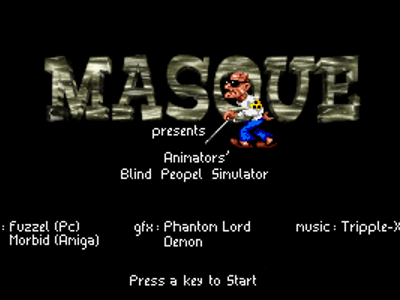 MASQUE
presents
Animators'
Blind Peopel Simulator
: Fuzzel (Pc) gfx : Phantom Lord music : Tripple-X
Morbid (Amiga) Demon
Press a key to Start